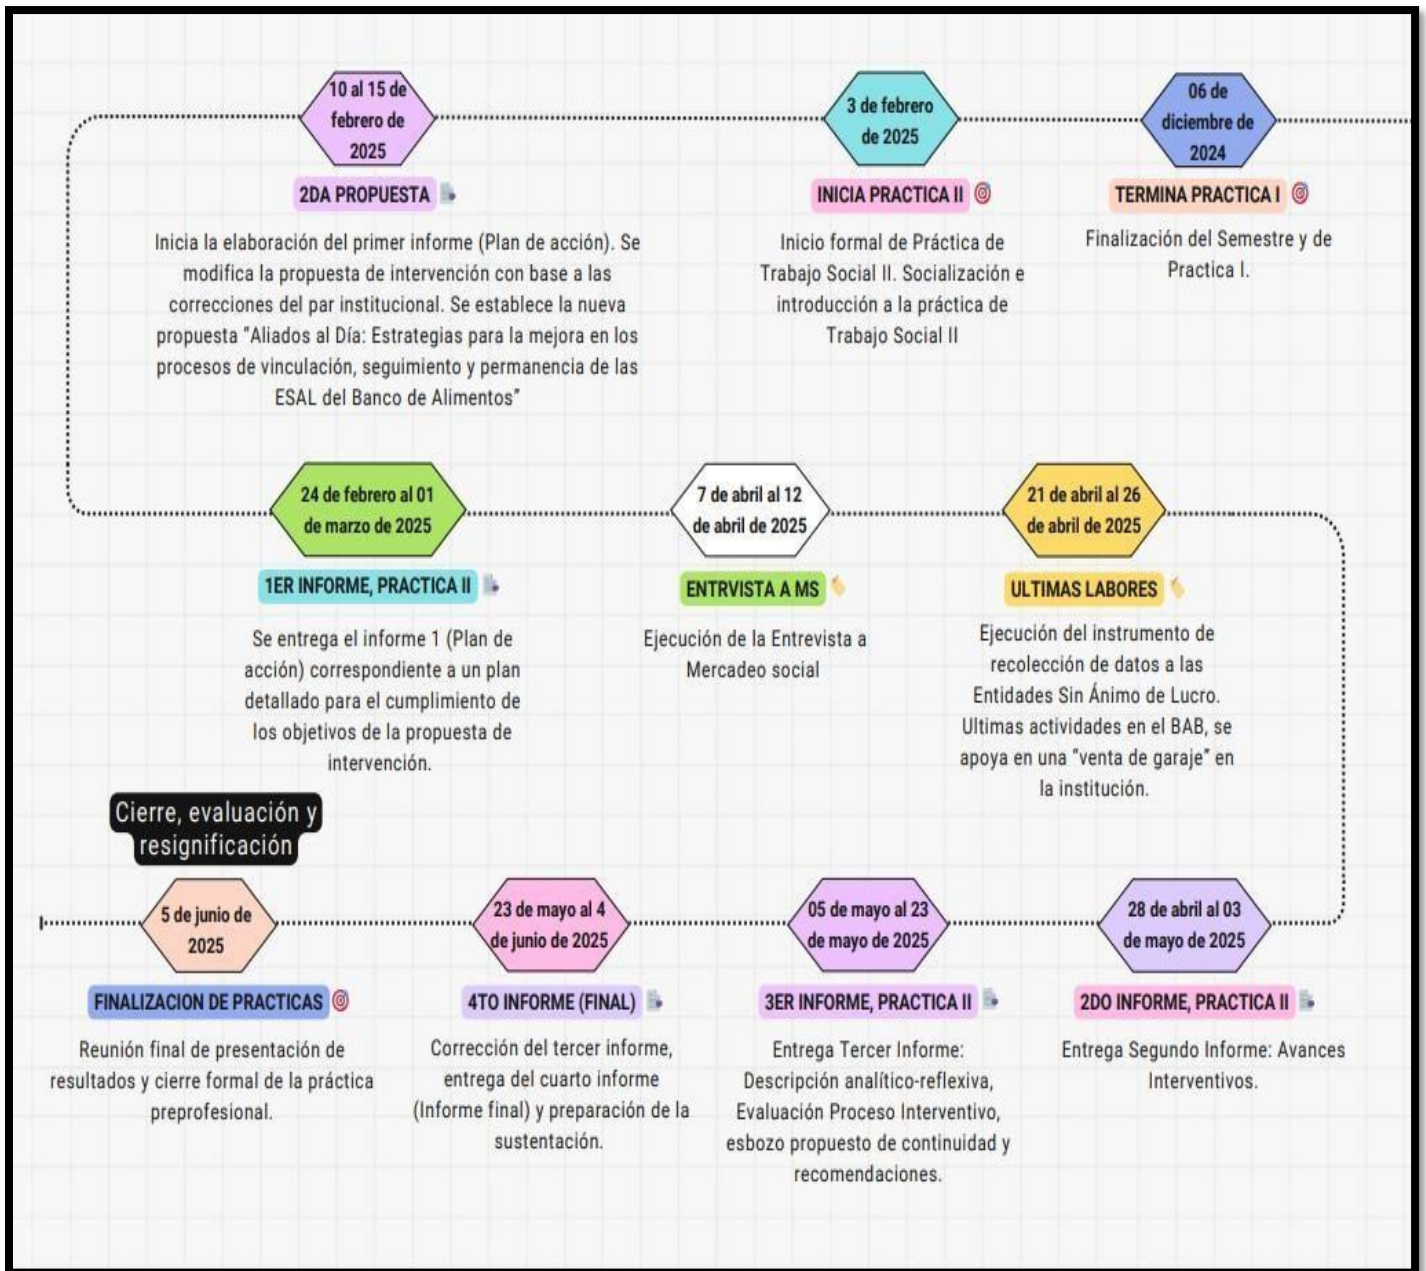 10 al 15 de
febrero de
2025
2DA PROPUESTA
Inicia la elaboración del primer informe (Plan de acción). Se
modifica la propuesta de intervención con base a las
correcciones del par institucional. Se establece la nueva
propuesta "Aliados al Día: Estrategias para la mejora en los
procesos de vinculación, seguimiento y permanencia de las
ESAL del Banco de Alimentos"
3 de febrero
de 2025
INICIA PRACTICA II
Inicio formal de Práctica de
Trabajo Social II. Socialización e
introducción a la práctica de
Trabajo Social II
06 de
diciembre de
2024
TERMINA PRACTICA I
Finalización del Semestre y de
Practica I.
24 de febrero al 01
de marzo de 2025
1ER INFORME, PRACTICA II
Se entrega el informe 1 (Plan de
acción) correspondiente a un plan
detallado para el cumplimiento de
los objetivos de la propuesta de
intervención.
7 de abril al 12
de abril de 2025
ENTRVISTA A MS
Ejecución de la Entrevista a
Mercadeo social
21 de abril al 26
de abril de 2025
ULTIMAS LABORES
Ejecución del instrumento de
recolección de datos a las
Entidades Sin Ánimo de Lucro.
Ultimas actividades en el BAB, se
apoya en una "venta de garaje" en
la institución.
Cierre, evaluación y
resignificación
5 de junio de
2025
FINALIZACION DE PRACTICAS
Reunión final de presentación de
resultados y cierre formal de la práctica
preprofesional.
23 de mayo al 4
de junio de 2025
4TO INFORME (FINAL)
Corrección del tercer informe,
entrega del cuarto informe
(Informe final) y preparación de la
sustentación.
05 de mayo al 23
de mayo de 2025
3ER INFORME, PRACTICA II
Entrega Tercer Informe:
Descripción analítico-reflexiva,
Evaluación Proceso Interventivo,
esbozo propuesto de continuidad y
recomendaciones.
28 de abril al 03
de mayo de 2025
2DO INFORME, PRACTICA II
Entrega Segundo Informe: Avances
Interventivos.